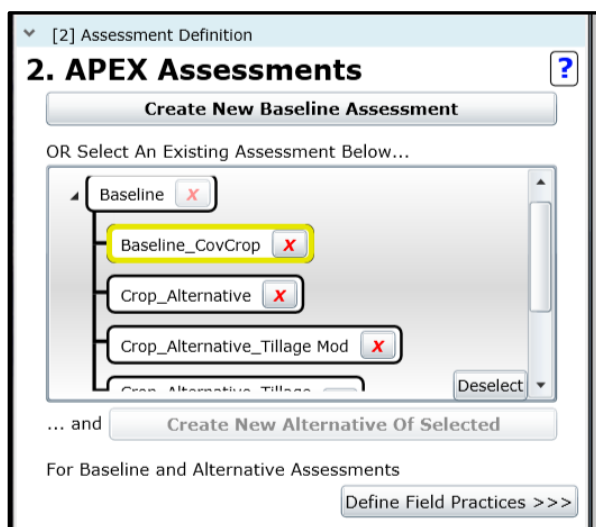 [2] Assessment Definition
2. APEX Assessments ?
Create New Baseline Assessment
OR Select An Existing Assessment Below...
Baseline X
Baseline_CovCrop X
Crop_Alternative X
Crop_Alternative_Tillage Mod X
Crop_Alternative_Tillage
Deselect
... and Create New Alternative Of Selected
For Baseline and Alternative Assessments
Define Field Practices >>>